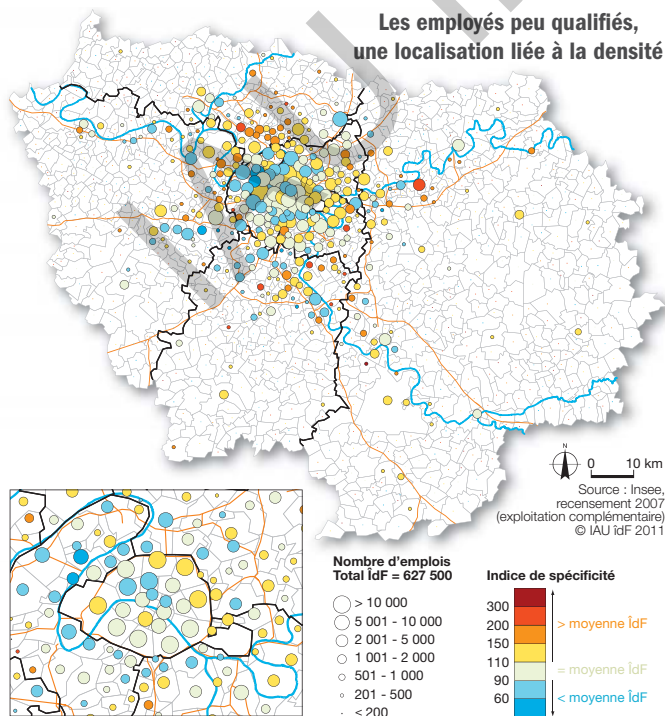 Les employés peu qualifiés,
une localisation liée à la densité
N
0 10 km
Source : Insee,
recensement 2007
(exploitation complémentaire)
© IAU îdF 2011
Nombre d'emplois
Total ÎdF = 627 500
> 10 000
5 001 - 10 000
2 001 - 5 000
1 001 - 2 000
501 - 1 000
201 - 500
< 200
Indice de spécificité
300
200
150
110
90
60
> moyenne ÎdF
= moyenne ÎdF
< moyenne ÎdF